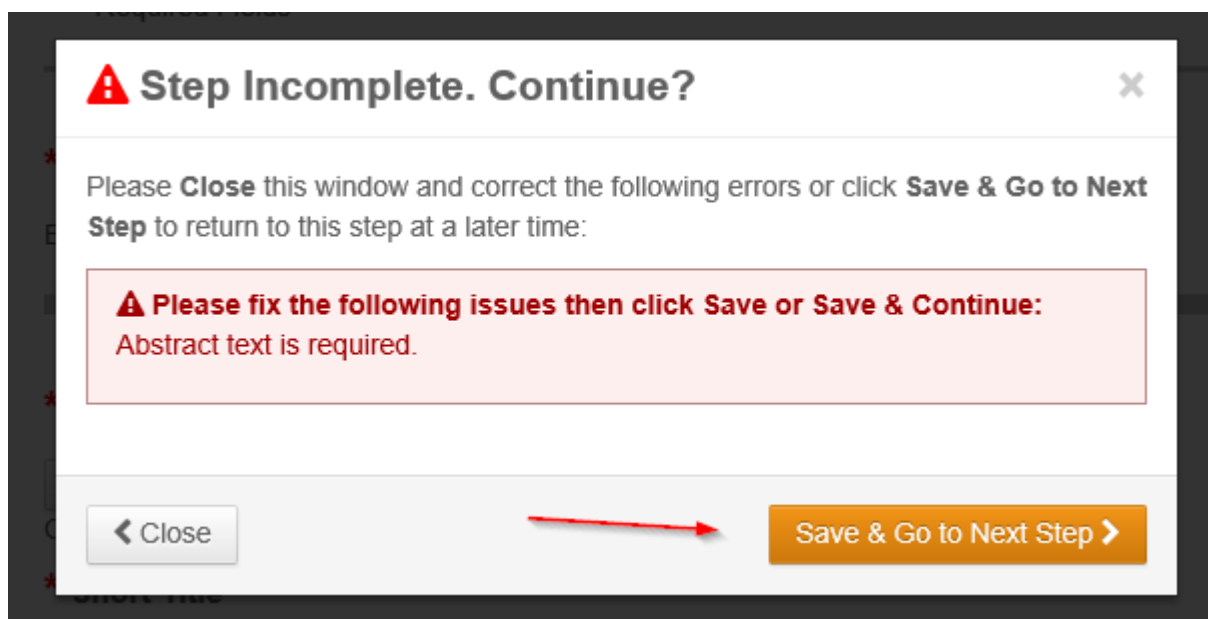 Step Incomplete. Continue?
Please Close this window and correct the following errors or click Save & Go to Next
Step to return to this step at a later time:
Please fix the following issues then click Save or Save & Continue:
Abstract text is required.
Close
Save & Go to Next Step
Short Title